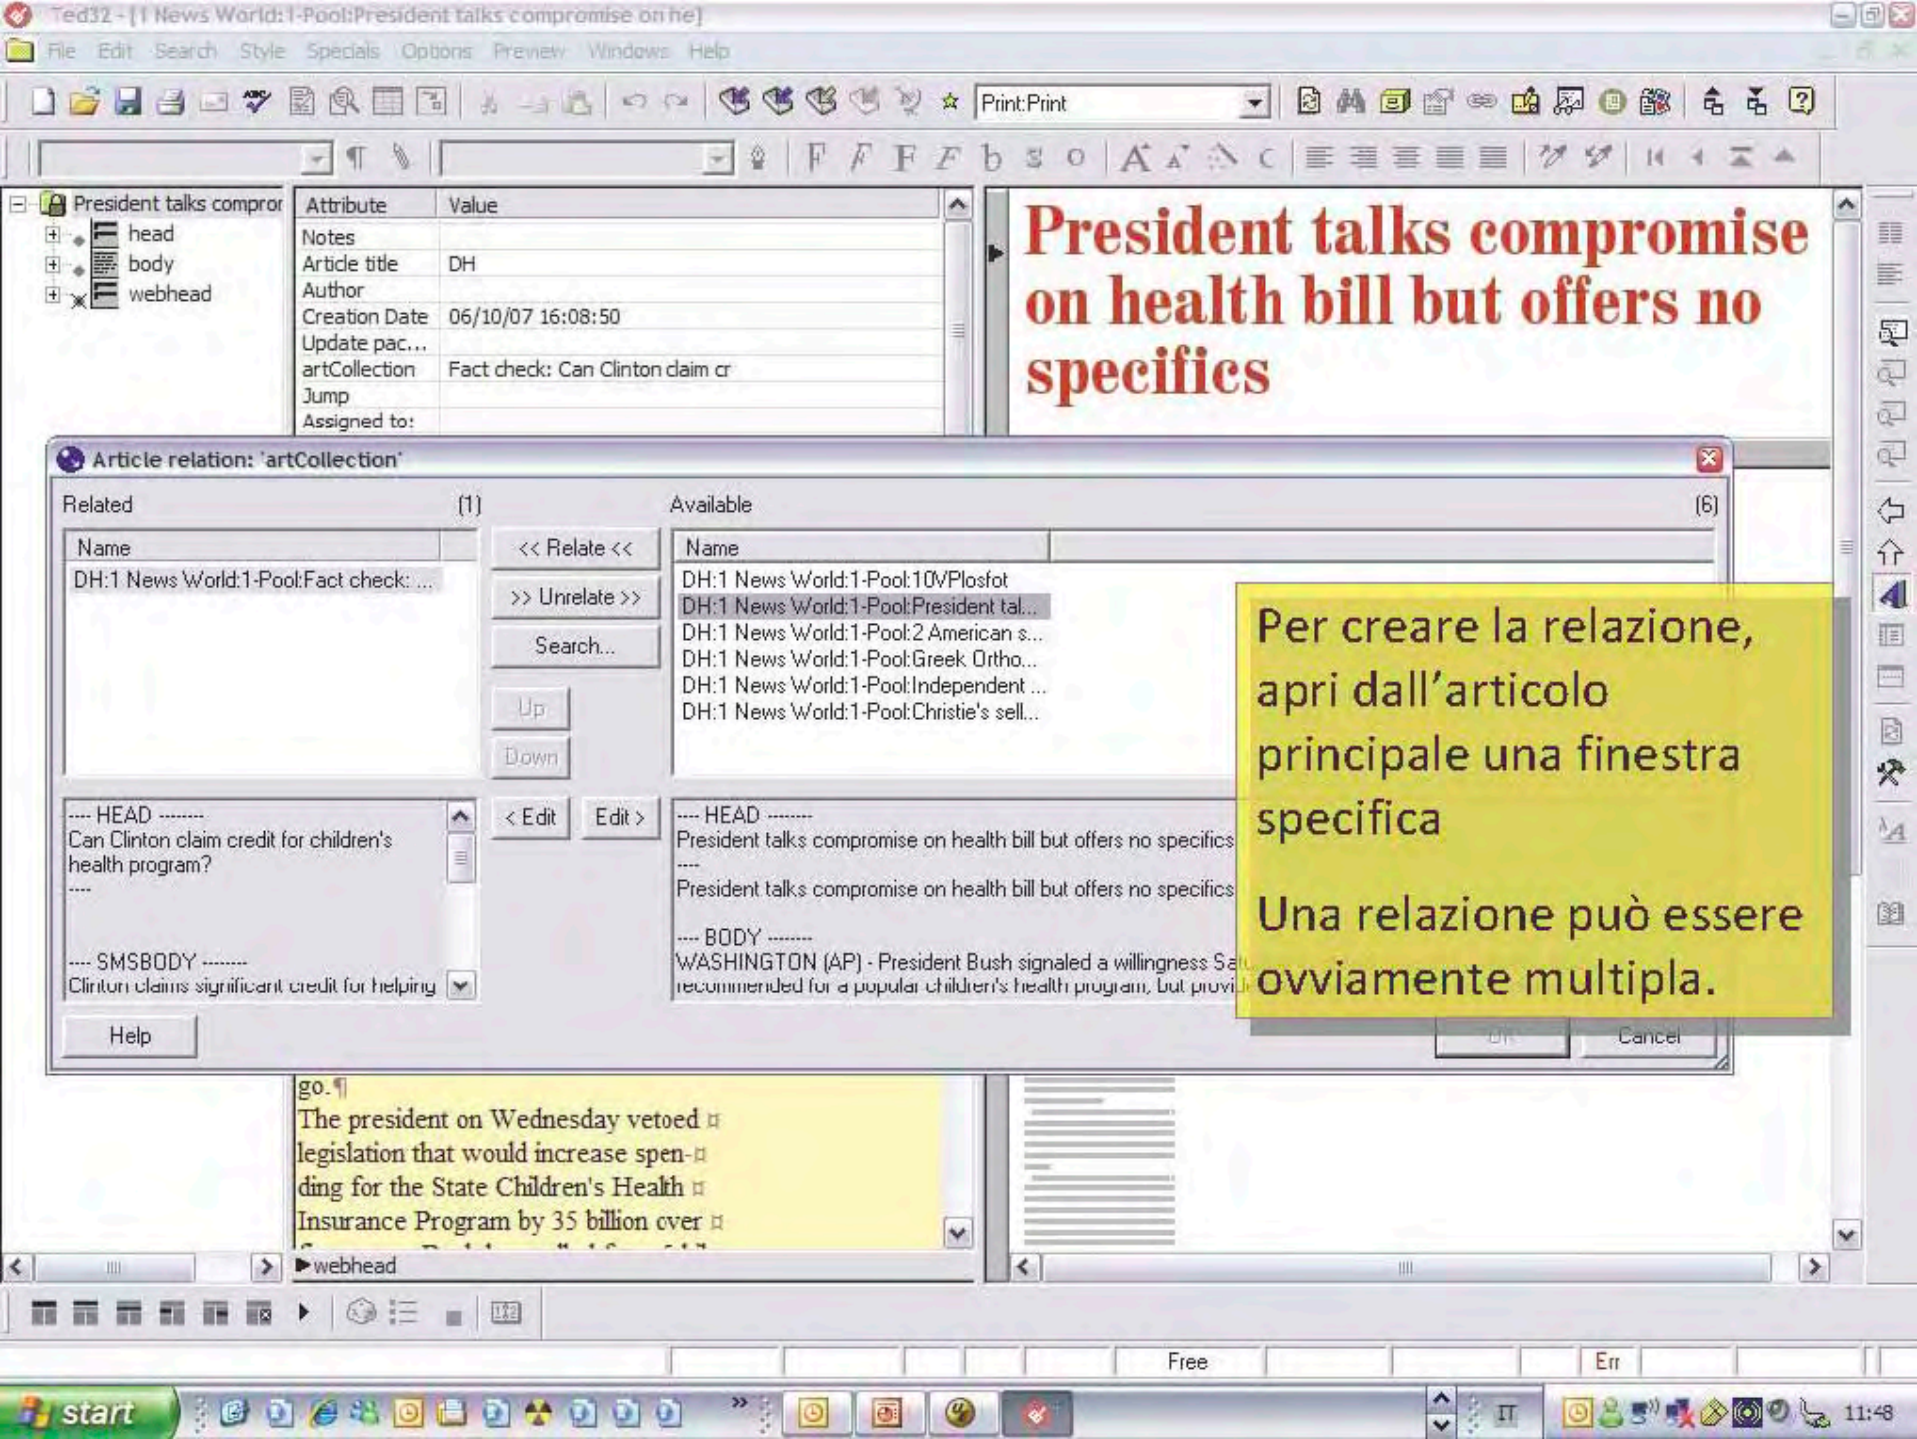 Ted32 - [1 News World:1-Pool:President talks compromise on he]
File Edit Search Style Specials Options Preview Windows Help
Print:Print
President talks compror
head
body
webhead
Attribute Value
Notes
Article title DH
Author
Creation Date 06/10/07 16:08:50
Update pac...
artCollection Fact check: Can Clinton claim cr
Jump
Assigned to:
President talks compromise
on health bill but offers no
specifics
Article relation: 'artCollection'
Related (1)
Available (6)
Name
DH:1 News World:1-Pool:Fact check: ...
<< Relate <<
>> Unrelate >>
Search...
Up
Down
Name
DH:1 News World:1-Pool:10VPlosfot
DH:1 News World:1-Pool:President tal...
DH:1 News World:1-Pool:2 American s...
DH:1 News World:1-Pool:Greek Ortho...
DH:1 News World:1-Pool:Independent ...
DH:1 News World:1-Pool:Christie's sell...
Per creare la relazione,
apri dall'articolo
principale una finestra
specifica
Una relazione può essere
ovviamente multipla.
---- HEAD --------
Can Clinton claim credit for children's
health program?
----
---- SMSBODY --------
Clinton claims significant credit for helping
< Edit Edit >
---- HEAD --------
President talks compromise on health bill but offers no specifics
----
President talks compromise on health bill but offers no specifics
---- BODY --------
WASHINGTON (AP) - President Bush signaled a willingness
recommended for a popular children's health program, but
Help
OK
Cancel
go.¶
The president on Wednesday vetoed ¤
legislation that would increase spen-¤
ding for the State Children's Health ¤
Insurance Program by 35 billion over ¤
webhead
Free
Err
start
IT
11:48